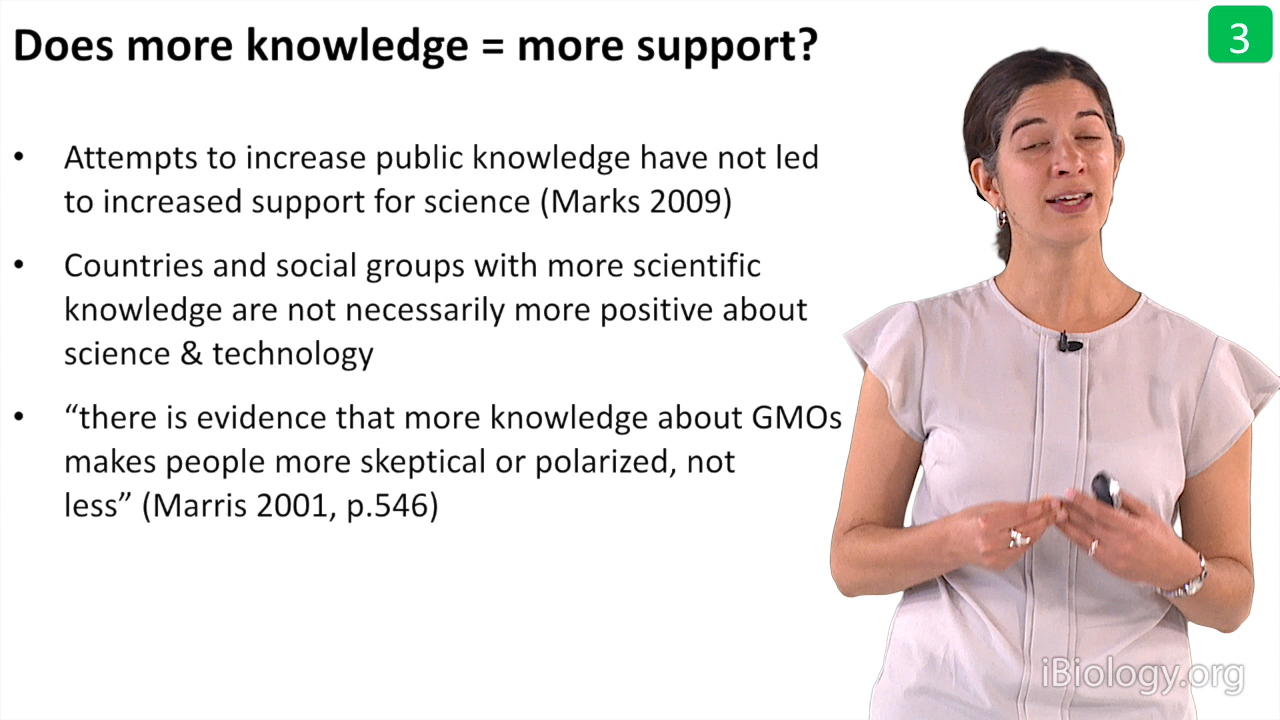 Does more knowledge = more support?
3
• Attempts to increase public knowledge have not led
to increased support for science (Marks 2009)
• Countries and social groups with more scientific
knowledge are not necessarily more positive about
science & technology
• “there is evidence that more knowledge about GMOs
makes people more skeptical or polarized, not
less” (Marris 2001, p.546)
iBiology.org